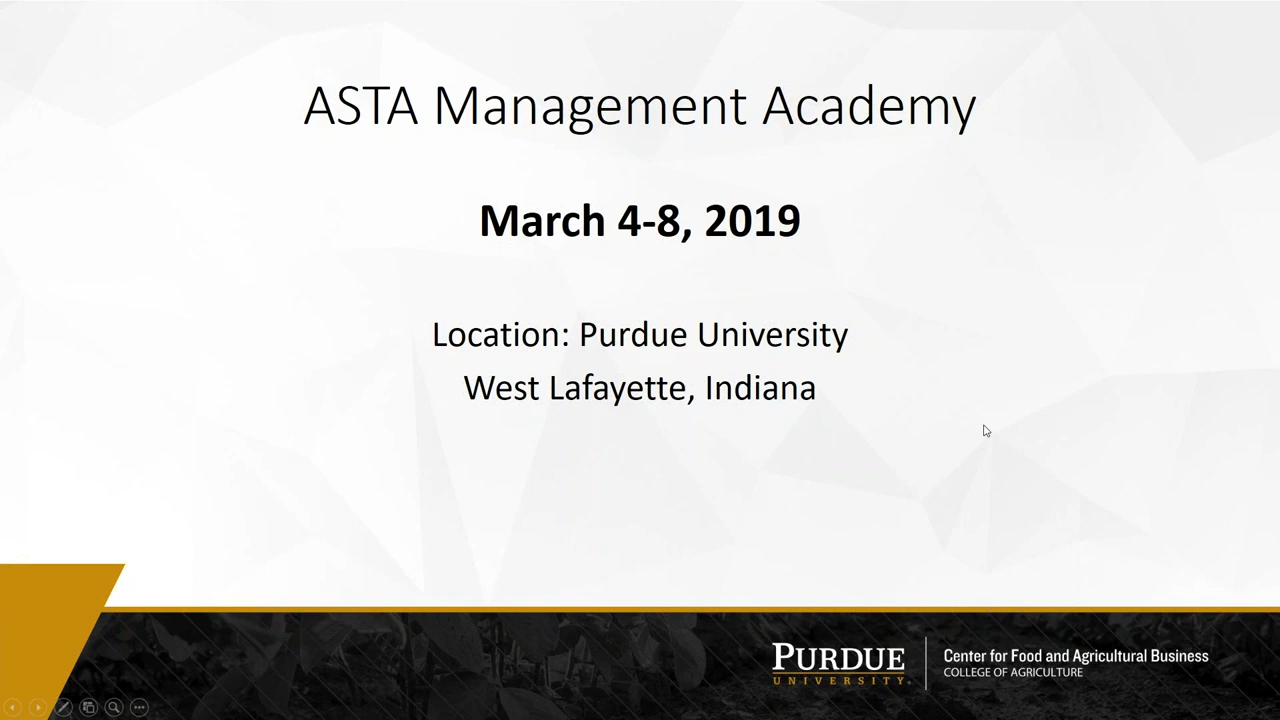 ASTA Management Academy
March 4-8, 2019
Location: Purdue University
West Lafayette, Indiana
PURDUE
UNIVERSITY®
Center for Food and Agricultural Business
COLLEGE OF AGRICULTURE